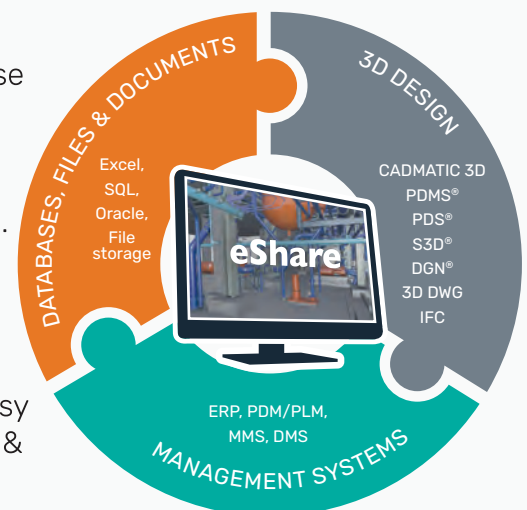 se
.
sy
&
DATABASES, FILES & DOCUMENTS
Excel,
SQL,
Oracle,
File
storage
3D DESIGN
CADMATIC 3D
PDMS®
PDS®
S3D®
DGN®
3D DWG
IFC
eShare
ERP, PDM/PLM,
MMS, DMS
MANAGEMENT SYSTEMS